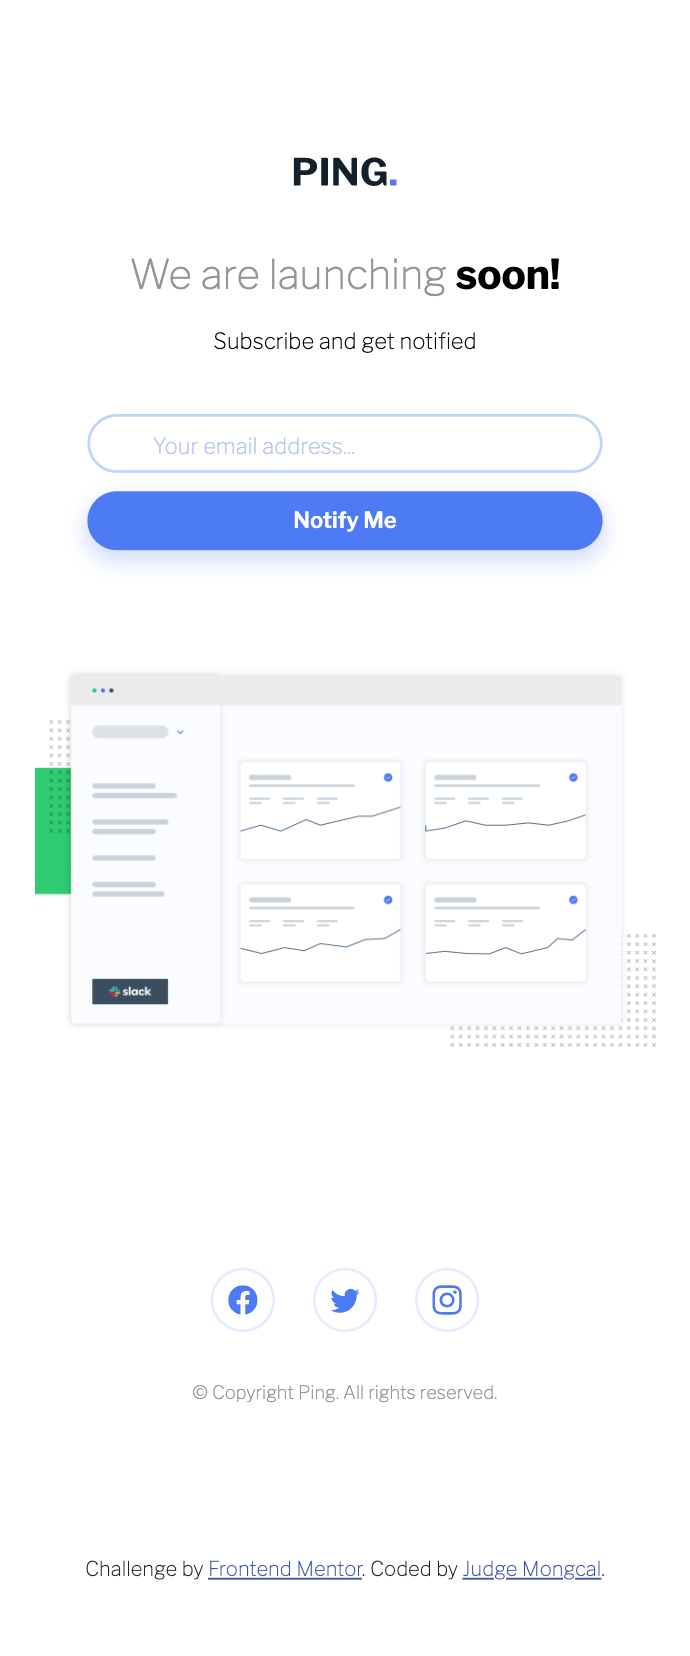 PING.
We are launching soon!
Subscribe and get notified
Your email address...
Notify Me
slack
© Copyright Ping. All rights reserved.
Challenge by Frontend Mentor. Coded by Judge Mongcal.